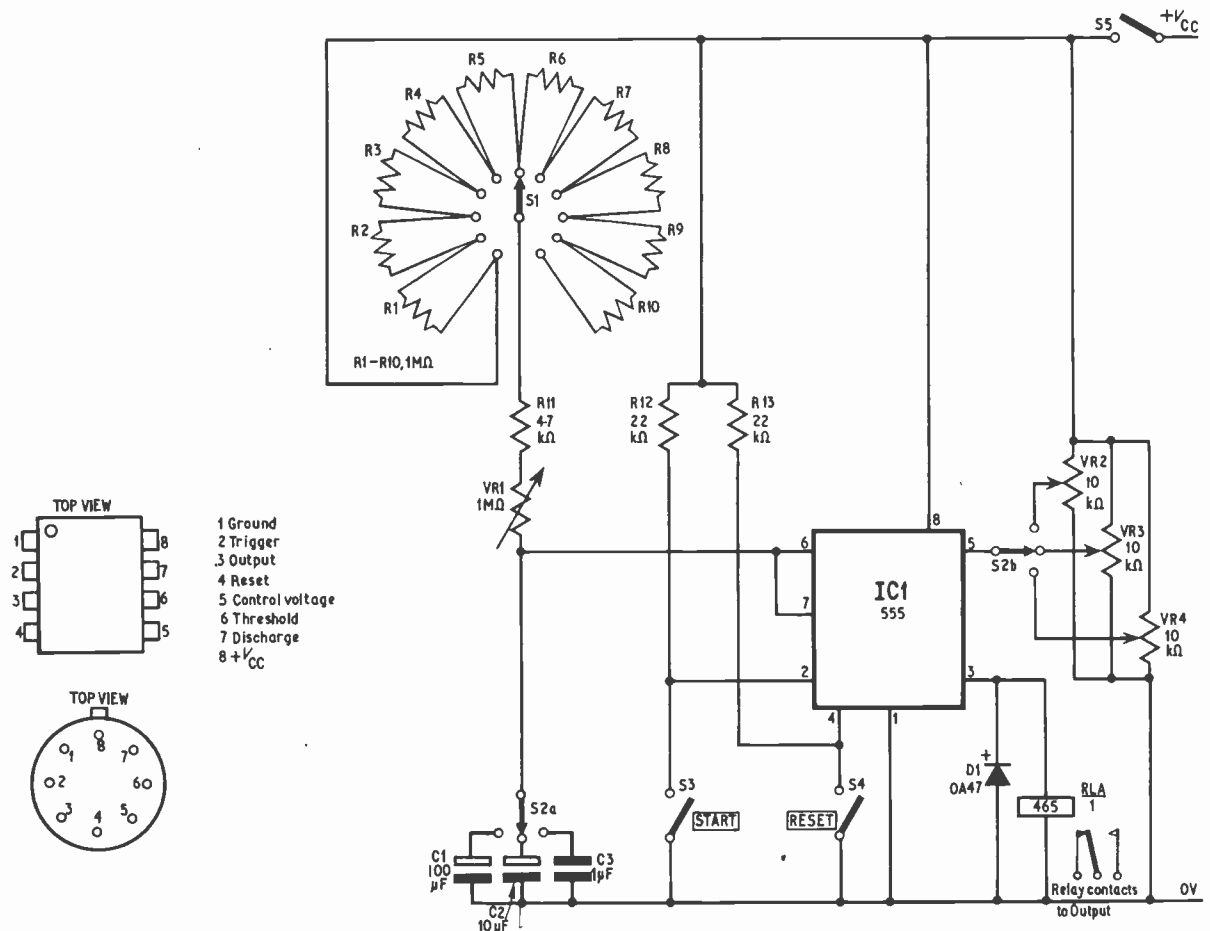 S5
+VCC
R5
R6
R4
R7
R3
R8
S1
R2
R9
R1
R10
R1-R10,1MΩ
R11
4·7
kΩ
R12
22
kΩ
R13
22
kΩ
VR1
1MΩ
VR2
10
kΩ
VR3
10
kΩ
VR4
10
kΩ
TOP VIEW
1
2
3
4
8
7
6
5
1 Ground
2 Trigger
3 Output
4 Reset
5 Control voltage
6 Threshold
7 Discharge
8 +VCC
TOP VIEW
1
2
3
4
5
6
7
8
6
7
2
8
5
3
4
1
IC1
555
S2b
S2a
S3
START
S4
RESET
D1
OA47
+
465
RLA
1
C1
100
µF
C2
10µF
C3
1µF
Relay contacts
to Output
0V